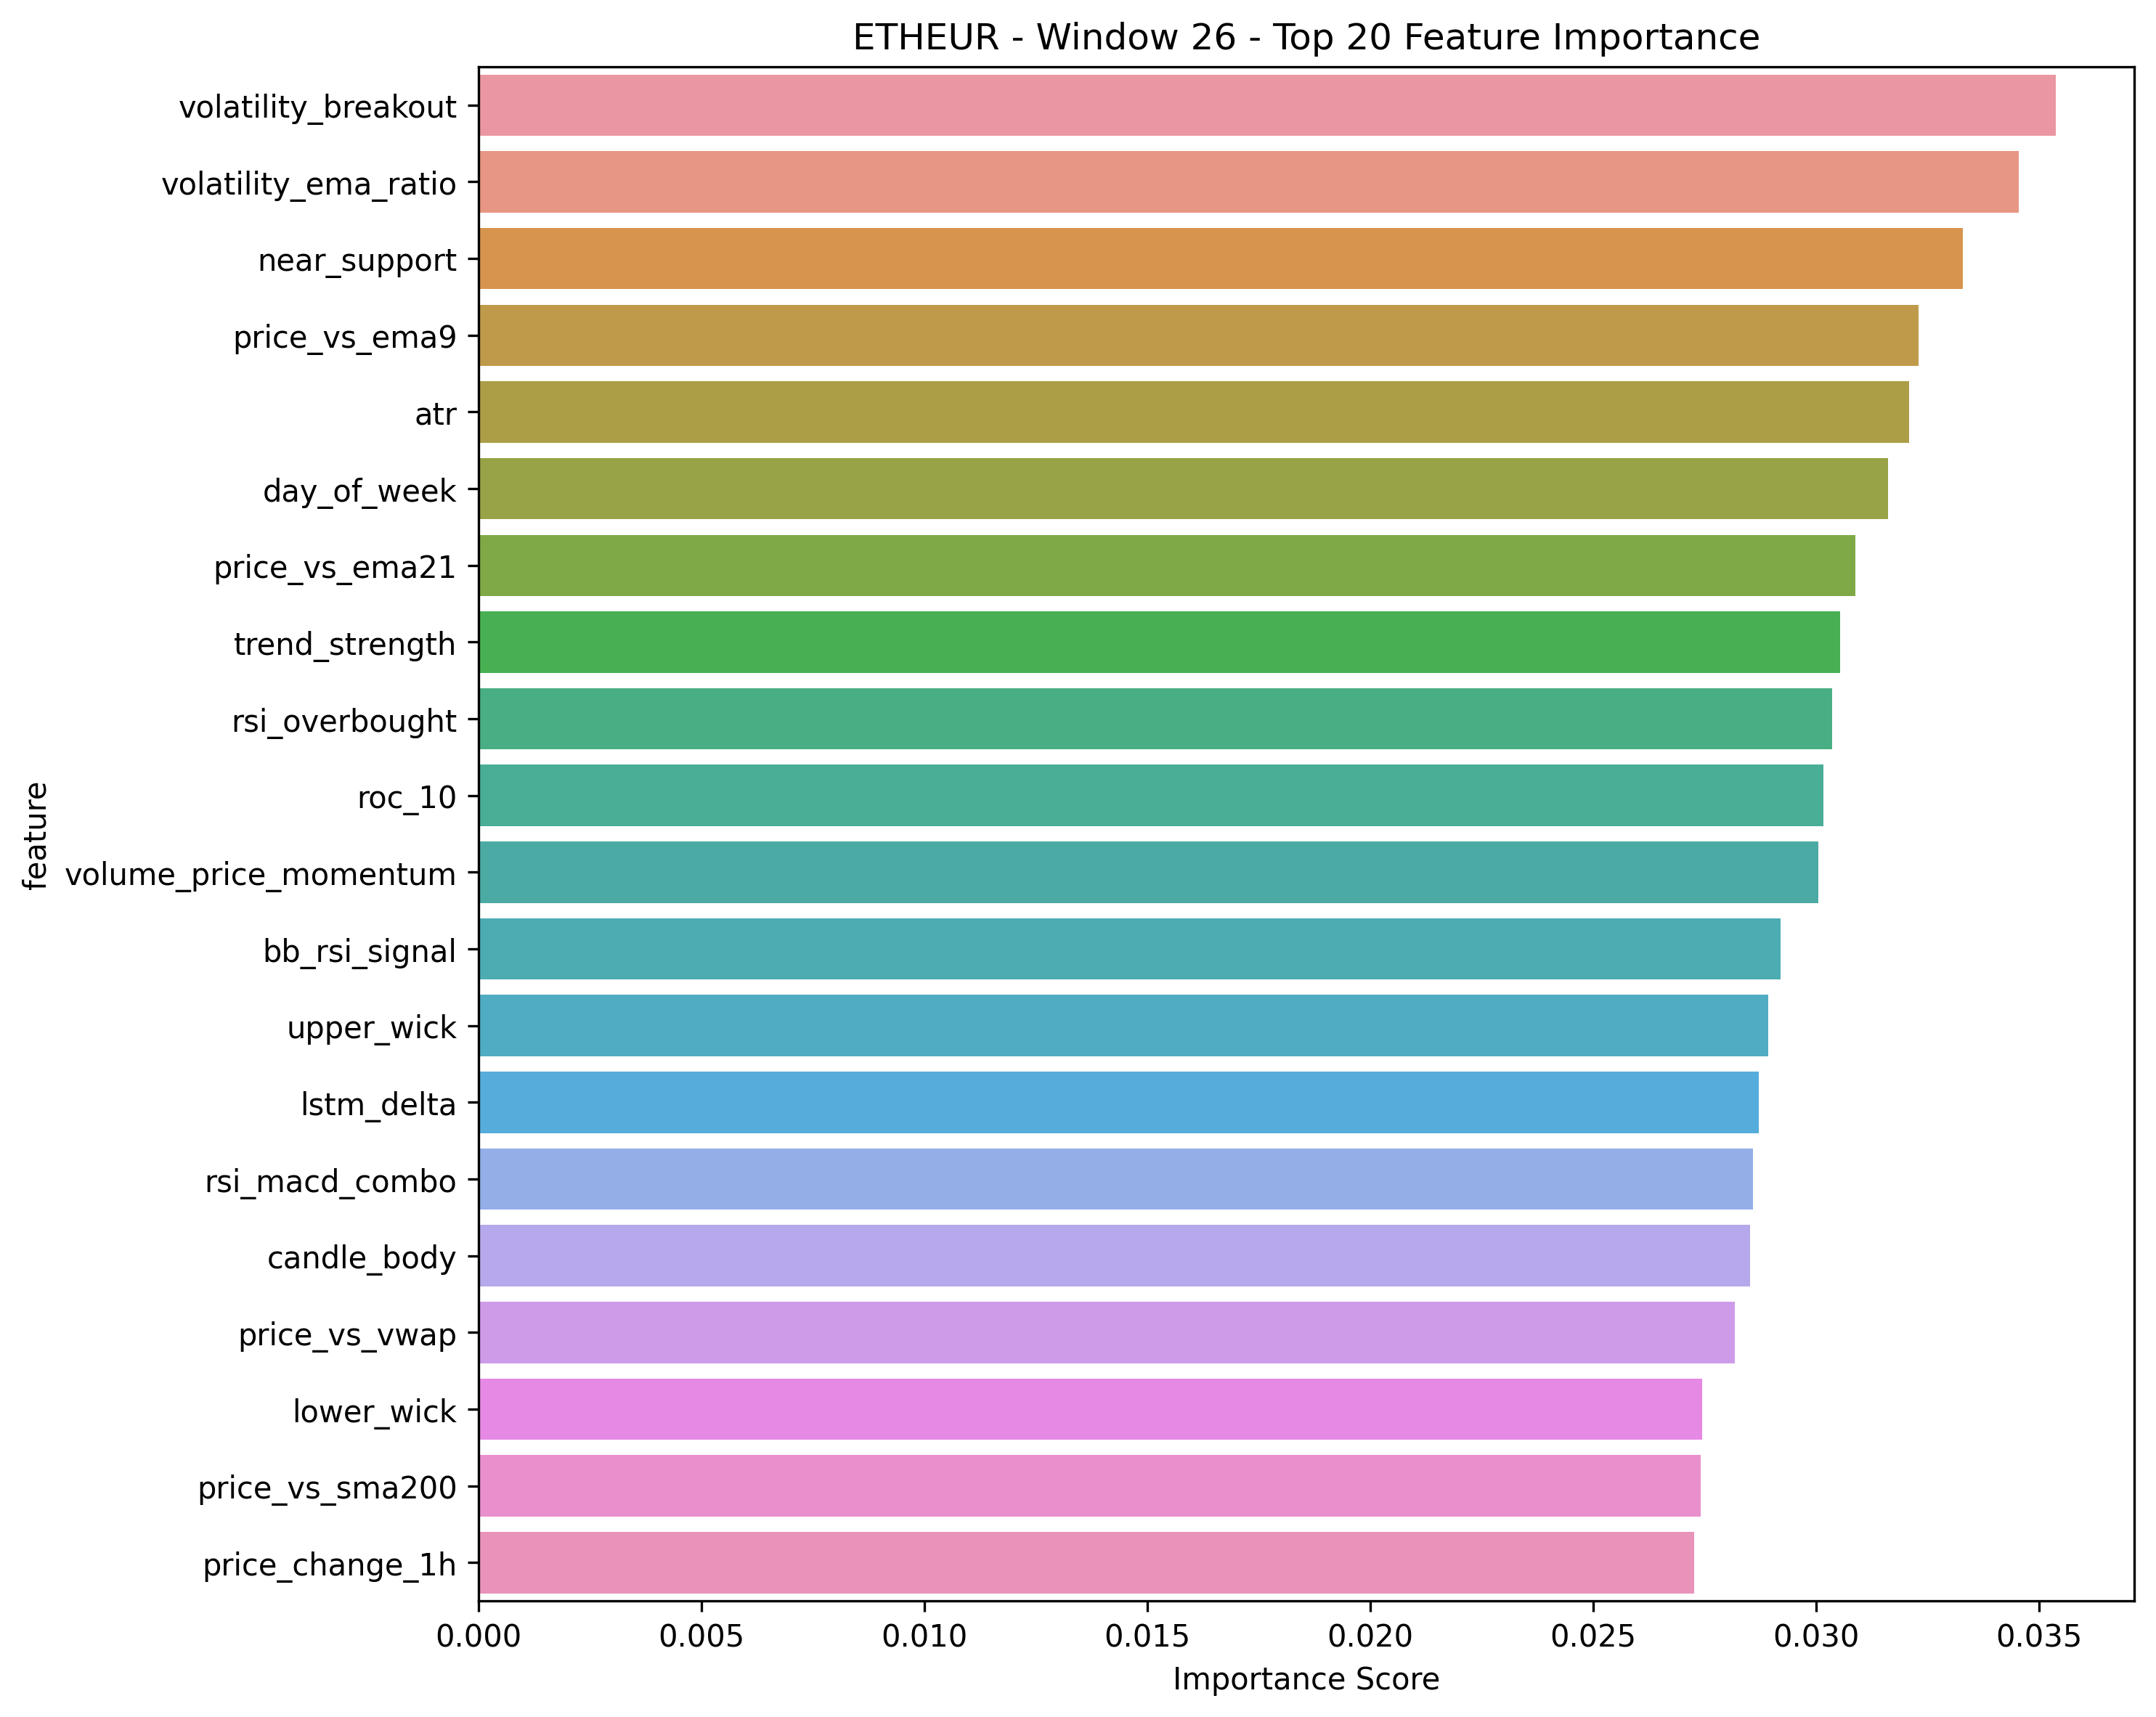 ETHEUR - Window 26 - Top 20 Feature Importance
feature
volatility_breakout
volatility_ema_ratio
near_support
price_vs_ema9
atr
day_of_week
price_vs_ema21
trend_strength
rsi_overbought
roc_10
volume_price_momentum
bb_rsi_signal
upper_wick
lstm_delta
rsi_macd_combo
candle_body
price_vs_vwap
lower_wick
price_vs_sma200
price_change_1h
0.000 0.005 0.010 0.015 0.020 0.025 0.030 0.035
Importance Score